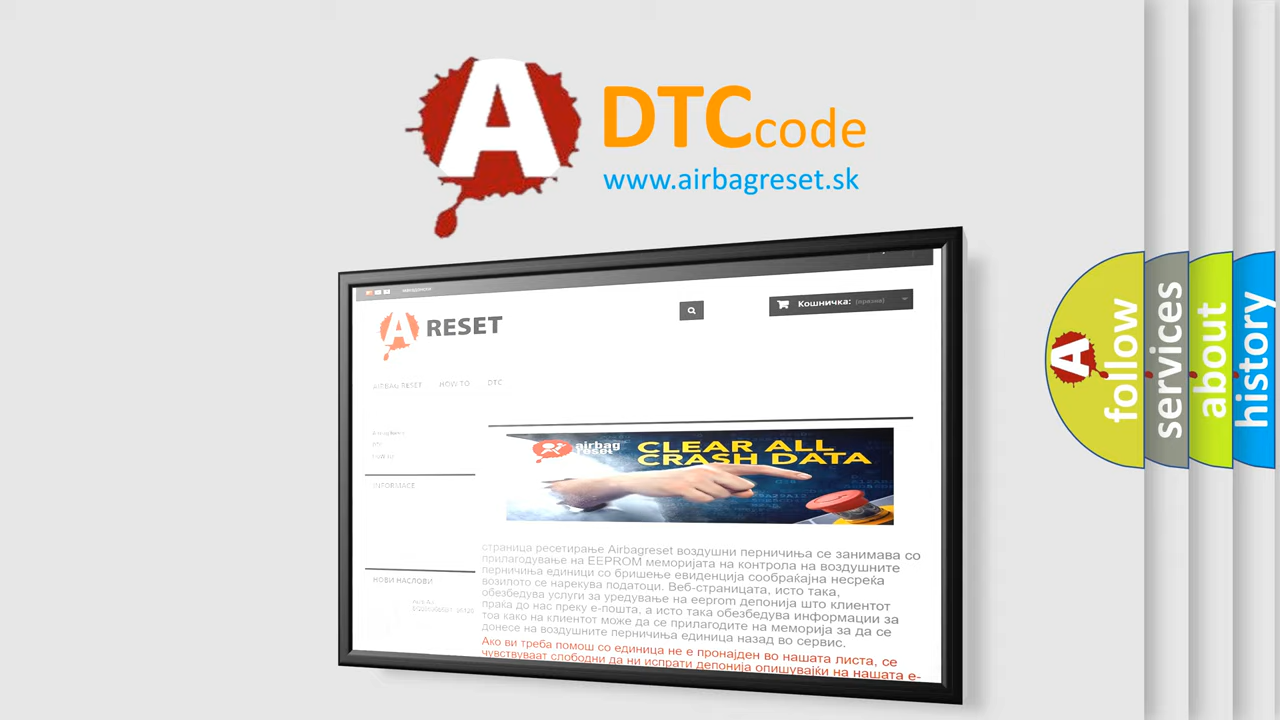 A
DTCcode
www.airbagreset.sk
A RESET
Кошничка: (празна)
AIRBAG RESET HOW TO DTC
INFORMACE
airbag
reset
CLEAR ALL
CRASH DATA
страница ресетирање Airbagreset воздушни перничиња се занимава со
прилагодување на EEPROM меморијата на контрола на воздушните
перничиња единици со бришење евиденција сообраќајна несреќа
возилото се нарекува податоци. Веб-страницата, исто така,
обезбедува услуги за уредување на eeprom депонија што клиентот
праќа до нас преку е-пошта, а исто така обезбедува информации за
тоа како на клиентот може да се прилагодите на меморија за да се
донесе на воздушните перничиња единица назад во сервис.
Ако ви треба помош со единица не е пронајден во нашата листа, се
чувствуваат слободни да ни испрати депонија опишувајќи на нашата е-
НОВИ НАСЛОВИ
A
follow
services
about
history